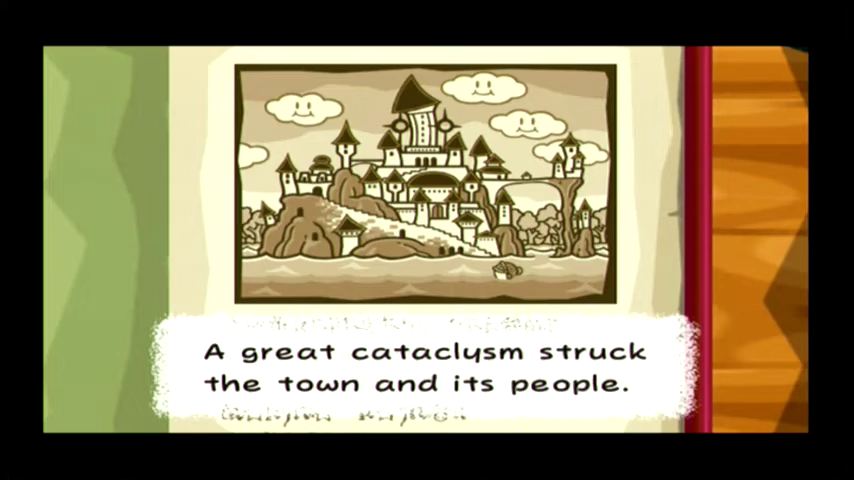 A great cataclysm struck
the town and its people.